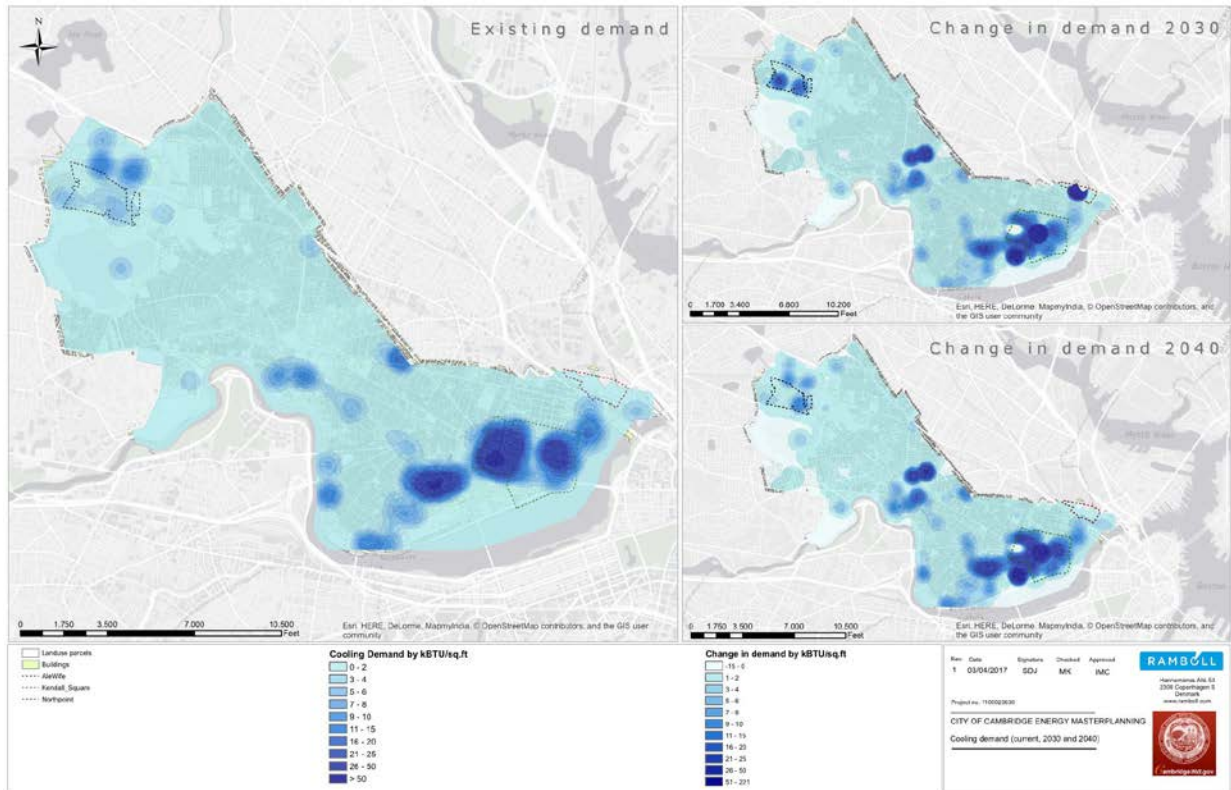 N
Existing demand
0 1.750 3.500 7.000 10.500
Feet
Esri, HERE, DeLorme, MapmyIndia, © OpenStreetMap contributors, and the GIS user
community
Change in demand 2030
0 1.700 3.400 6.800 10.200
Feet
Esri, HERE, DeLorme, MapmyIndia, © OpenStreetMap contributors, and
the GIS user community
Change in demand 2040
0 1.750 3.500 7.000 10.500
Feet
Esri, HERE, DeLorme, MapmyIndia, © OpenStreetMap contributors, and
the GIS user community
Landuse parcels
Buildings
AleWife
Kendall_Square
Northpoint
Cooling Demand by kBTU/sq.ft
0 - 2
3 - 4
5 - 6
7 - 8
9 - 10
11 - 15
16 - 20
21 - 25
26 - 50
> 50
Change in demand by kBTU/sq.ft
-15 - 0
1 - 2
3 - 4
5 - 6
7 - 8
9 - 10
11 - 15
16 - 20
21 - 25
26 - 50
51 - 221
Rev. Date Signature Checked Approved
1 03/04/2017 SDJ MK IMC
RAMBOLL
Hannemanns Allé 53
2300 Copenhagen S
Denmark
www.ramboll.com
Project no.
CITY OF CAMBRIDGE ENERGY MASTERPLANNING
Cooling demand (current, 2030 and 2040)
CambridgeMA.gov